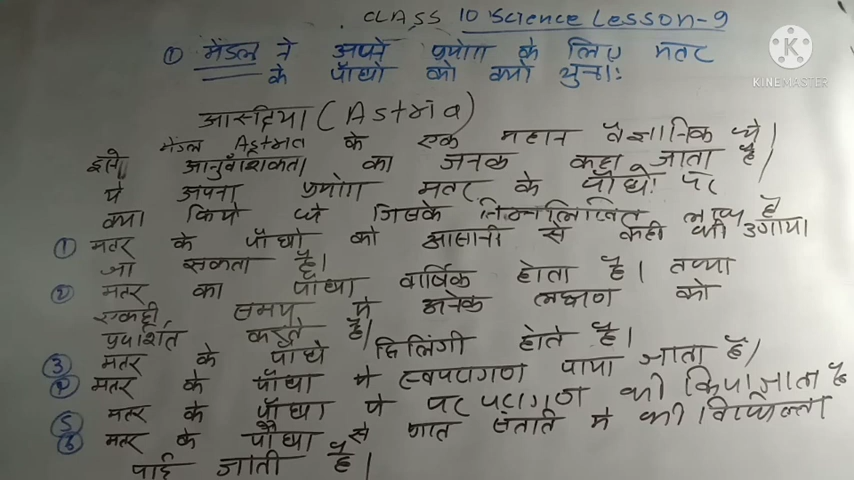 CLASS 10 Science Lesson-9
① मेंडल ने अपने प्रयोग के लिए मटर
के पौधो को क्यो चुना:
KINEMASTER
आस्ट्रिया (Astria)
मेंडल Astria के एक महान वैज्ञानिक थे।
इन्हे आनुवंशिकता का जनक कहा जाता है।
ये अपना प्रयोग मटर के पौधो पर
क्या किये थे जिसके निम्नलिखित लाभ है
① मटर के पौधो को आसानी से कही भी उगाया
जा सकता है।
② मटर का पौधा वार्षिक होता है। तथा
एकही समय मे अनेक लक्षण को
प्रदर्शित करते है।
③ मटर के पौधे द्विलिंगी होते है।
④ मटर के पौधा मे स्वपरागण पाया जाता है।
⑤ मटर के पौधा मे पर परागण की क्रिया जात है
⑥ मटर के पौधा से जात संतति मे की
पाई जाती है।